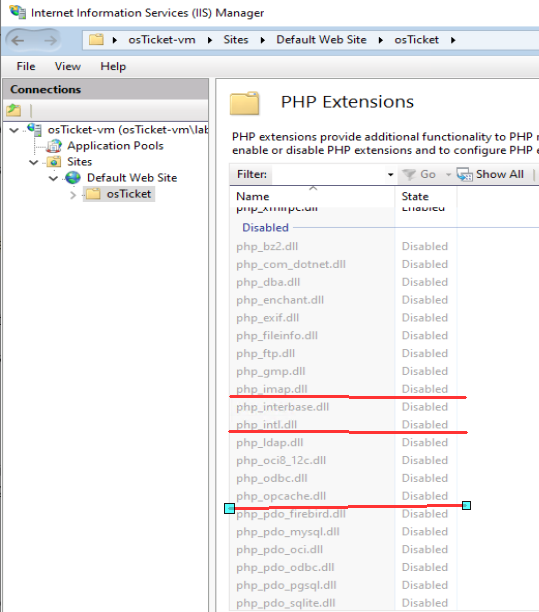 Internet Information Services (IIS) Manager
osTicket-vm ▸ Sites ▸ Default Web Site ▸ osTicket ▸
File View Help
Connections
osTicket-vm (osTicket-vm\lab
Application Pools
Sites
Default Web Site
osTicket
PHP Extensions
PHP extensions provide additional functionality to PHP r
enable or disable PHP extensions and to configure PHP e
Filter: Go Show All
Name State
php_xmlrpc.dll Enabled
Disabled
php_bz2.dll Disabled
php_com_dotnet.dll Disabled
php_dba.dll Disabled
php_enchant.dll Disabled
php_exif.dll Disabled
php_fileinfo.dll Disabled
php_ftp.dll Disabled
php_gmp.dll Disabled
php_imap.dll Disabled
php_interbase.dll Disabled
php_intl.dll Disabled
php_ldap.dll Disabled
php_oci8_12c.dll Disabled
php_odbc.dll Disabled
php_opcache.dll Disabled
php_pdo_firebird.dll Disabled
php_pdo_mysql.dll Disabled
php_pdo_oci.dll Disabled
php_pdo_odbc.dll Disabled
php_pdo_pgsql.dll Disabled
php_pdo_sqlite.dll Disabled